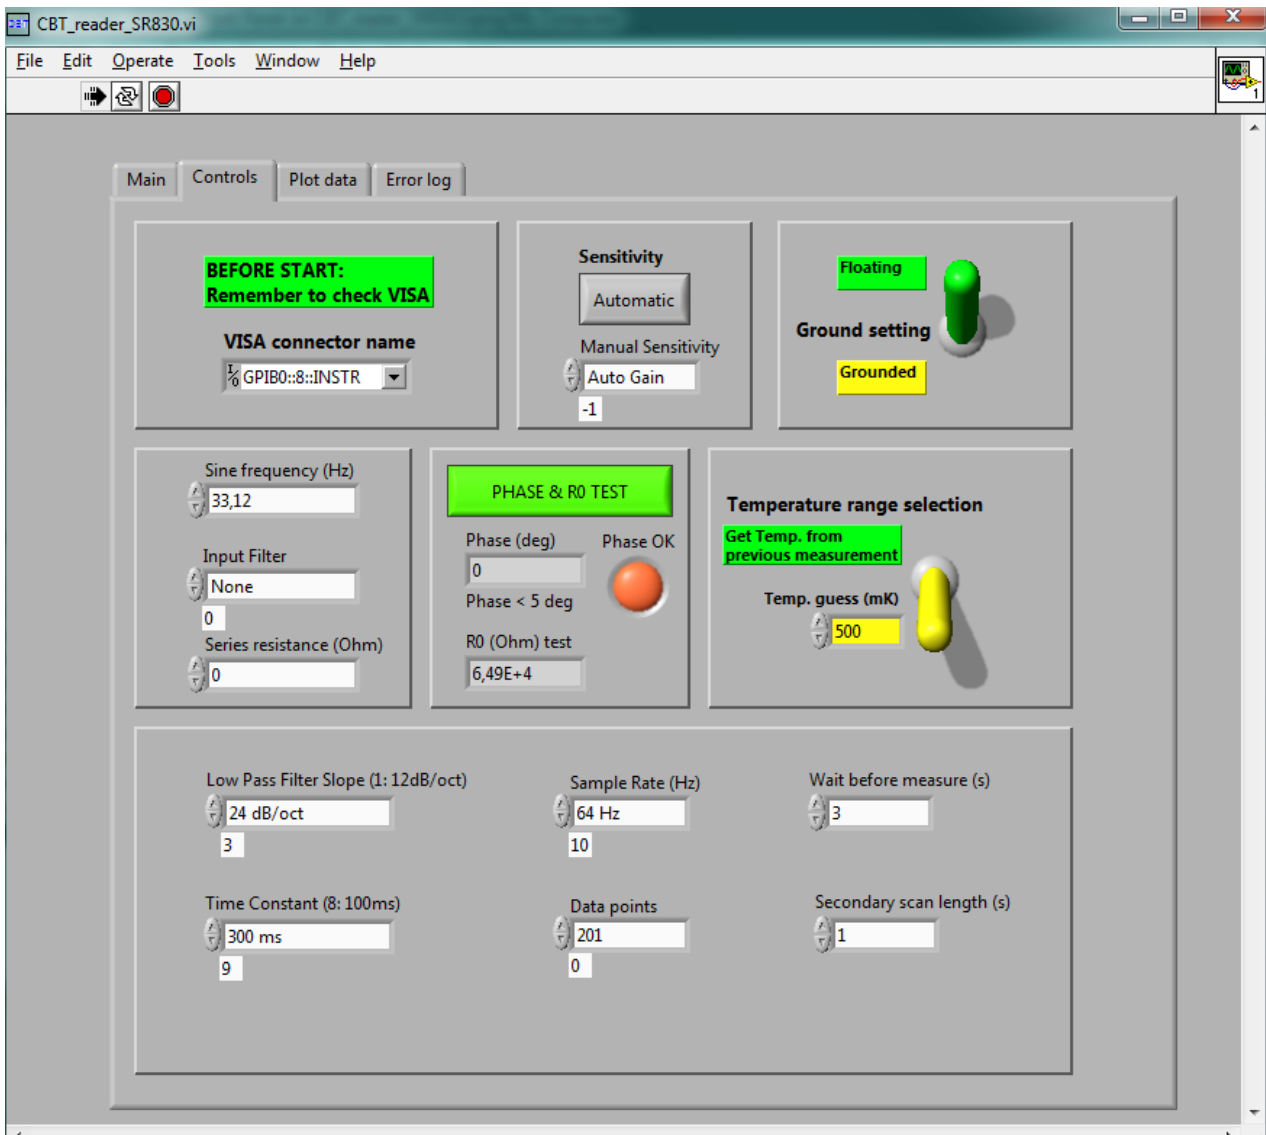 CBT_reader_SR830.vi
File Edit Operate Tools Window Help
1
Main Controls Plot data Error log
BEFORE START:
Remember to check VISA
VISA connector name
I/O GPIB0::8::INSTR
Sensitivity
Automatic
Manual Sensitivity
Auto Gain
-1
Floating
Ground setting
Grounded
Sine frequency (Hz)
33,12
Input Filter
None
0
Series resistance (Ohm)
0
PHASE & R0 TEST
Phase (deg)
0
Phase < 5 deg
Phase OK
R0 (Ohm) test
6,49E+4
Temperature range selection
Get Temp. from
previous measurement
Temp. guess (mK)
500
Low Pass Filter Slope (1: 12dB/oct)
24 dB/oct
3
Sample Rate (Hz)
64 Hz
10
Wait before measure (s)
3
Time Constant (8: 100ms)
300 ms
9
Data points
201
0
Secondary scan length (s)
1